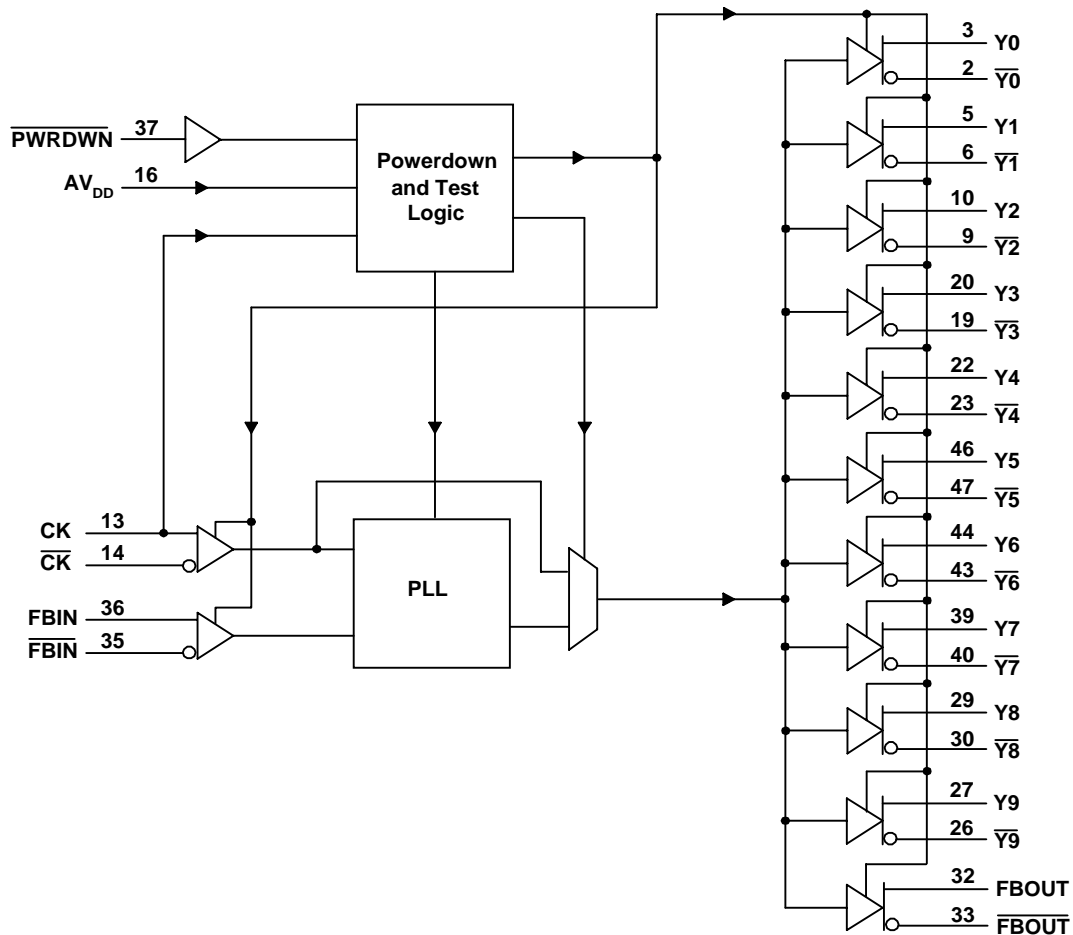 3 Y0
2 Y0̅
PWRDWN 37
5 Y1
6 Y1̅
AVDD 16
Powerdown
and Test
Logic
10 Y2
9 Y2̅
20 Y3
19 Y3̅
22 Y4
23 Y4̅
46 Y5
47 Y5̅
CK 13
CK 14
44 Y6
43 Y6̅
PLL
FBIN 36
FBIN 35
39 Y7
40 Y7̅
29 Y8
30 Y8̅
27 Y9
26 Y9̅
32 FBOUT
33 FBOUT